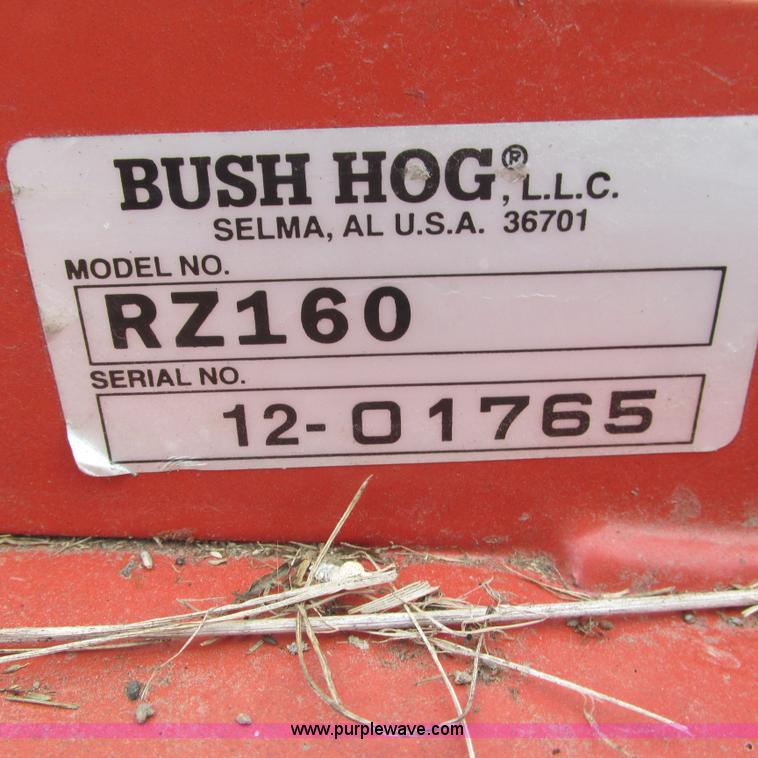 BUSH HOG®, L.L.C.
SELMA, AL U.S.A. 36701
MODEL NO.
RZ160
SERIAL NO.
12-01765
www.purplewave.com